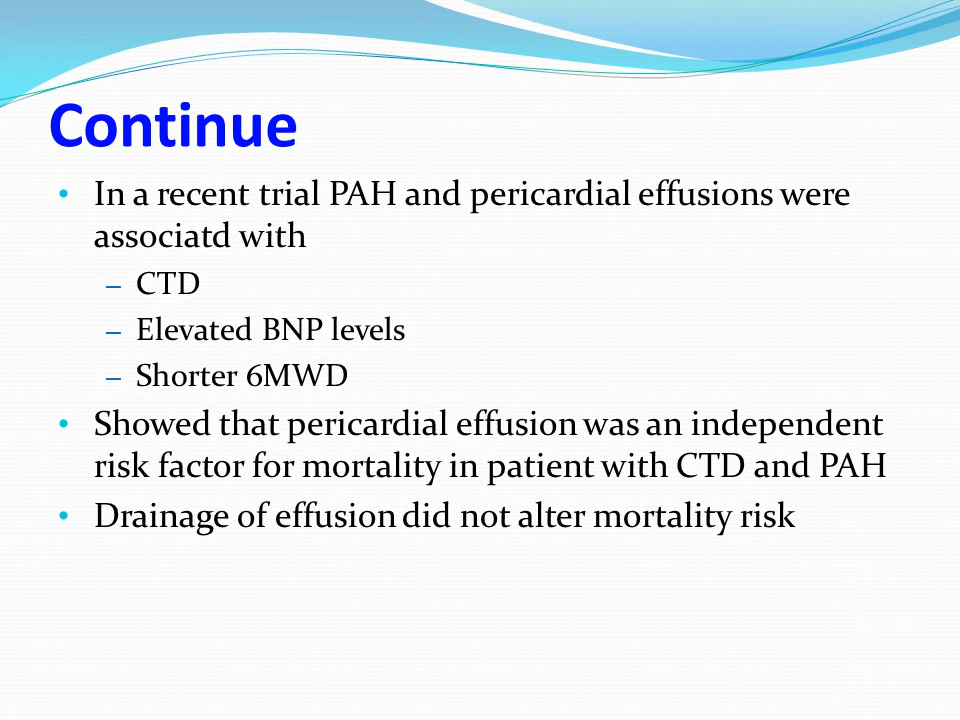 Continue
• In a recent trial PAH and pericardial effusions were
associatd with
– CTD
– Elevated BNP levels
– Shorter 6MWD
• Showed that pericardial effusion was an independent
risk factor for mortality in patient with CTD and PAH
• Drainage of effusion did not alter mortality risk